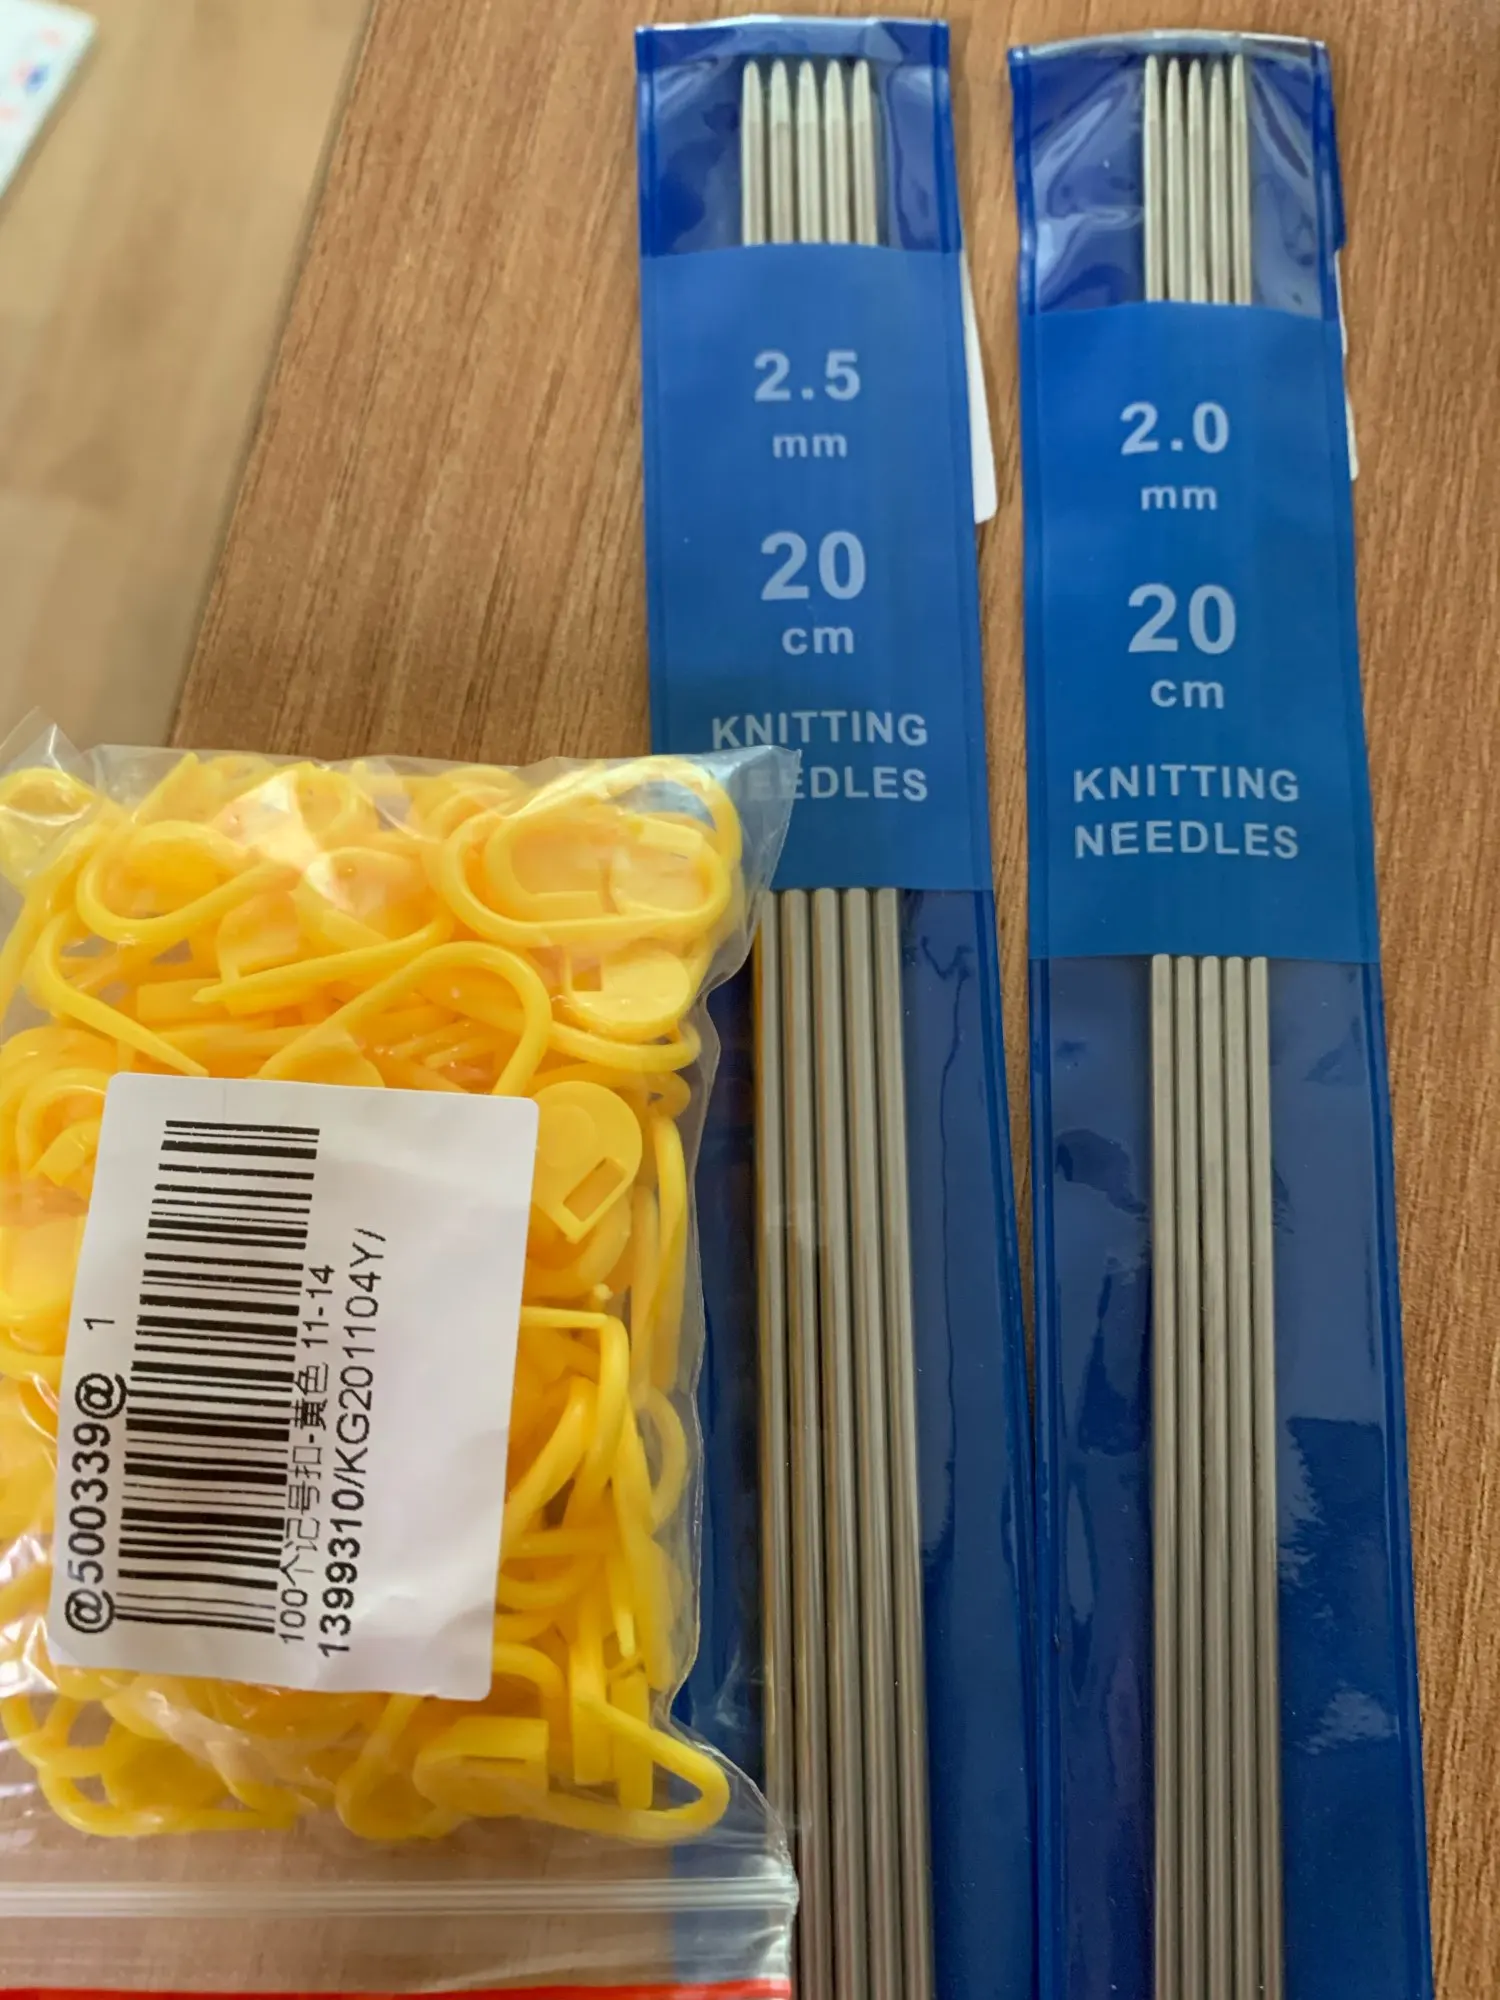 2.5
mm
20
cm
KNITTING
NEEDLES
2.0
mm
20
cm
KNITTING
NEEDLES
@500339@ 1
100个记号扣-黄色 11-14
1399310/KG201104Y/